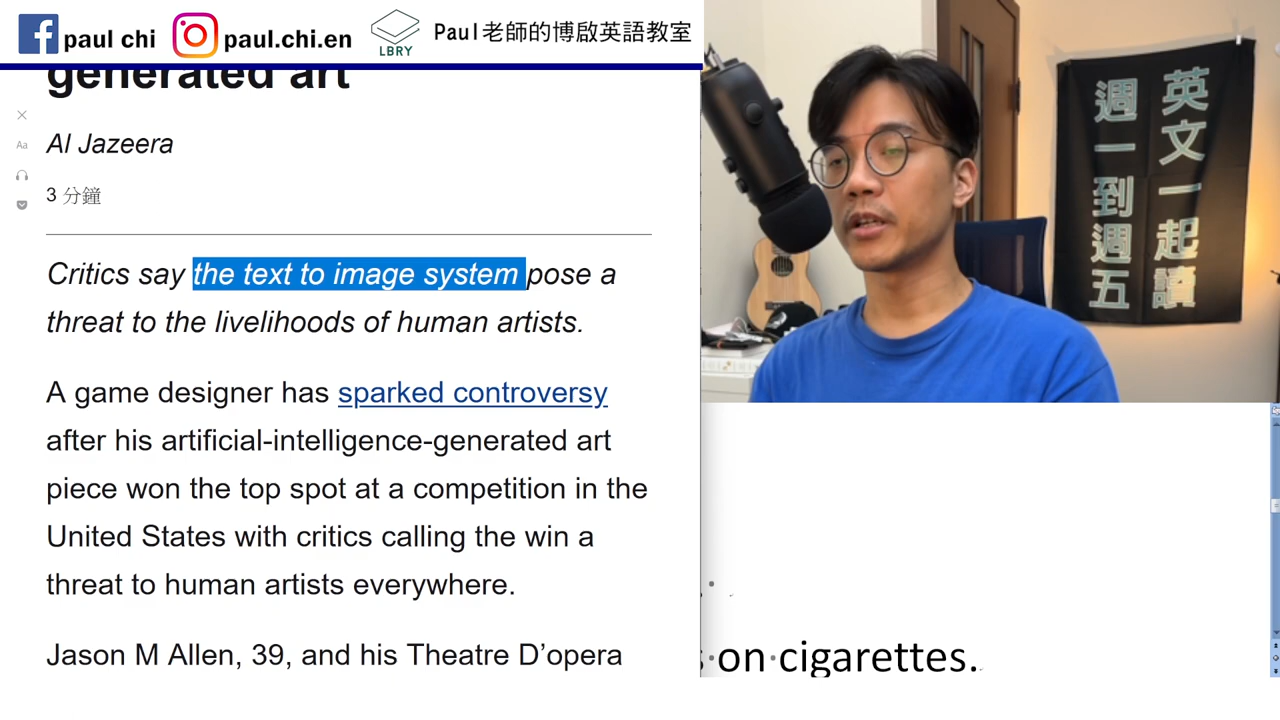 paul chi
paul.chi.en
LBRY
Paul老師的博啟英語教室
generated art
Al Jazeera
Aa
3 分鐘
Critics say the text to image system pose a
threat to the livelihoods of human artists.
A game designer has sparked controversy
after his artificial-intelligence-generated art
piece won the top spot at a competition in the
United States with critics calling the win a
threat to human artists everywhere.
Jason M Allen, 39, and his Theatre D’opera
英文一起讀
週一到週五
on cigarettes.